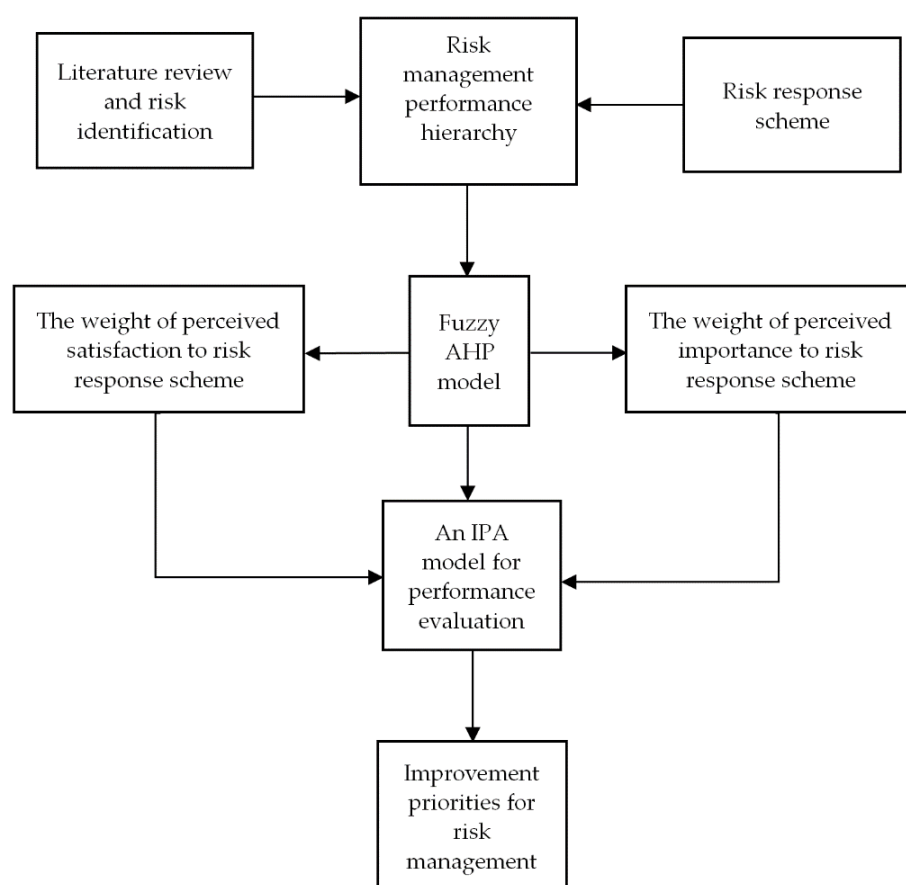 Literature review
and risk
identification
Risk
management
performance
hierarchy
Risk response
scheme
The weight of perceived
satisfaction to risk
response scheme
Fuzzy
AHP
model
The weight of perceived
importance to risk
response scheme
An IPA
model for
performance
evaluation
Improvement
priorities for
risk
management